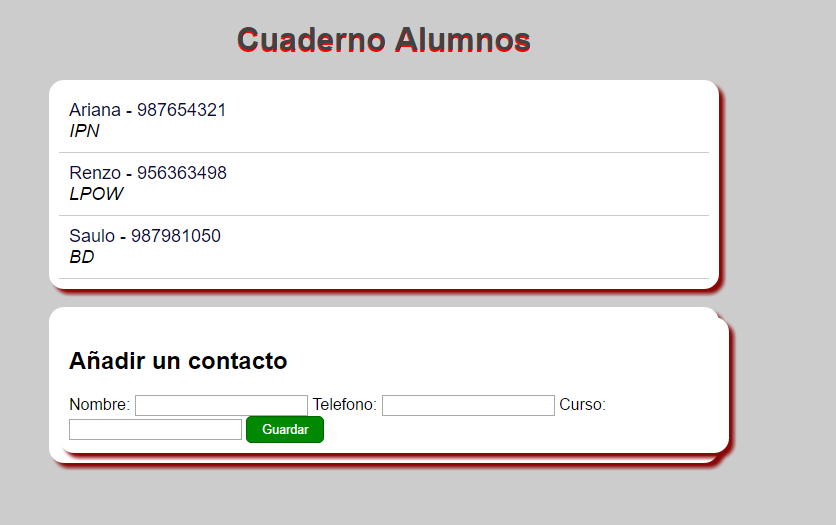 Cuaderno Alumnos
Ariana - 987654321
IPN
Renzo - 956363498
LPOW
Saulo - 987981050
BD
Añadir un contacto
Nombre: Telefono: Curso:
Guardar